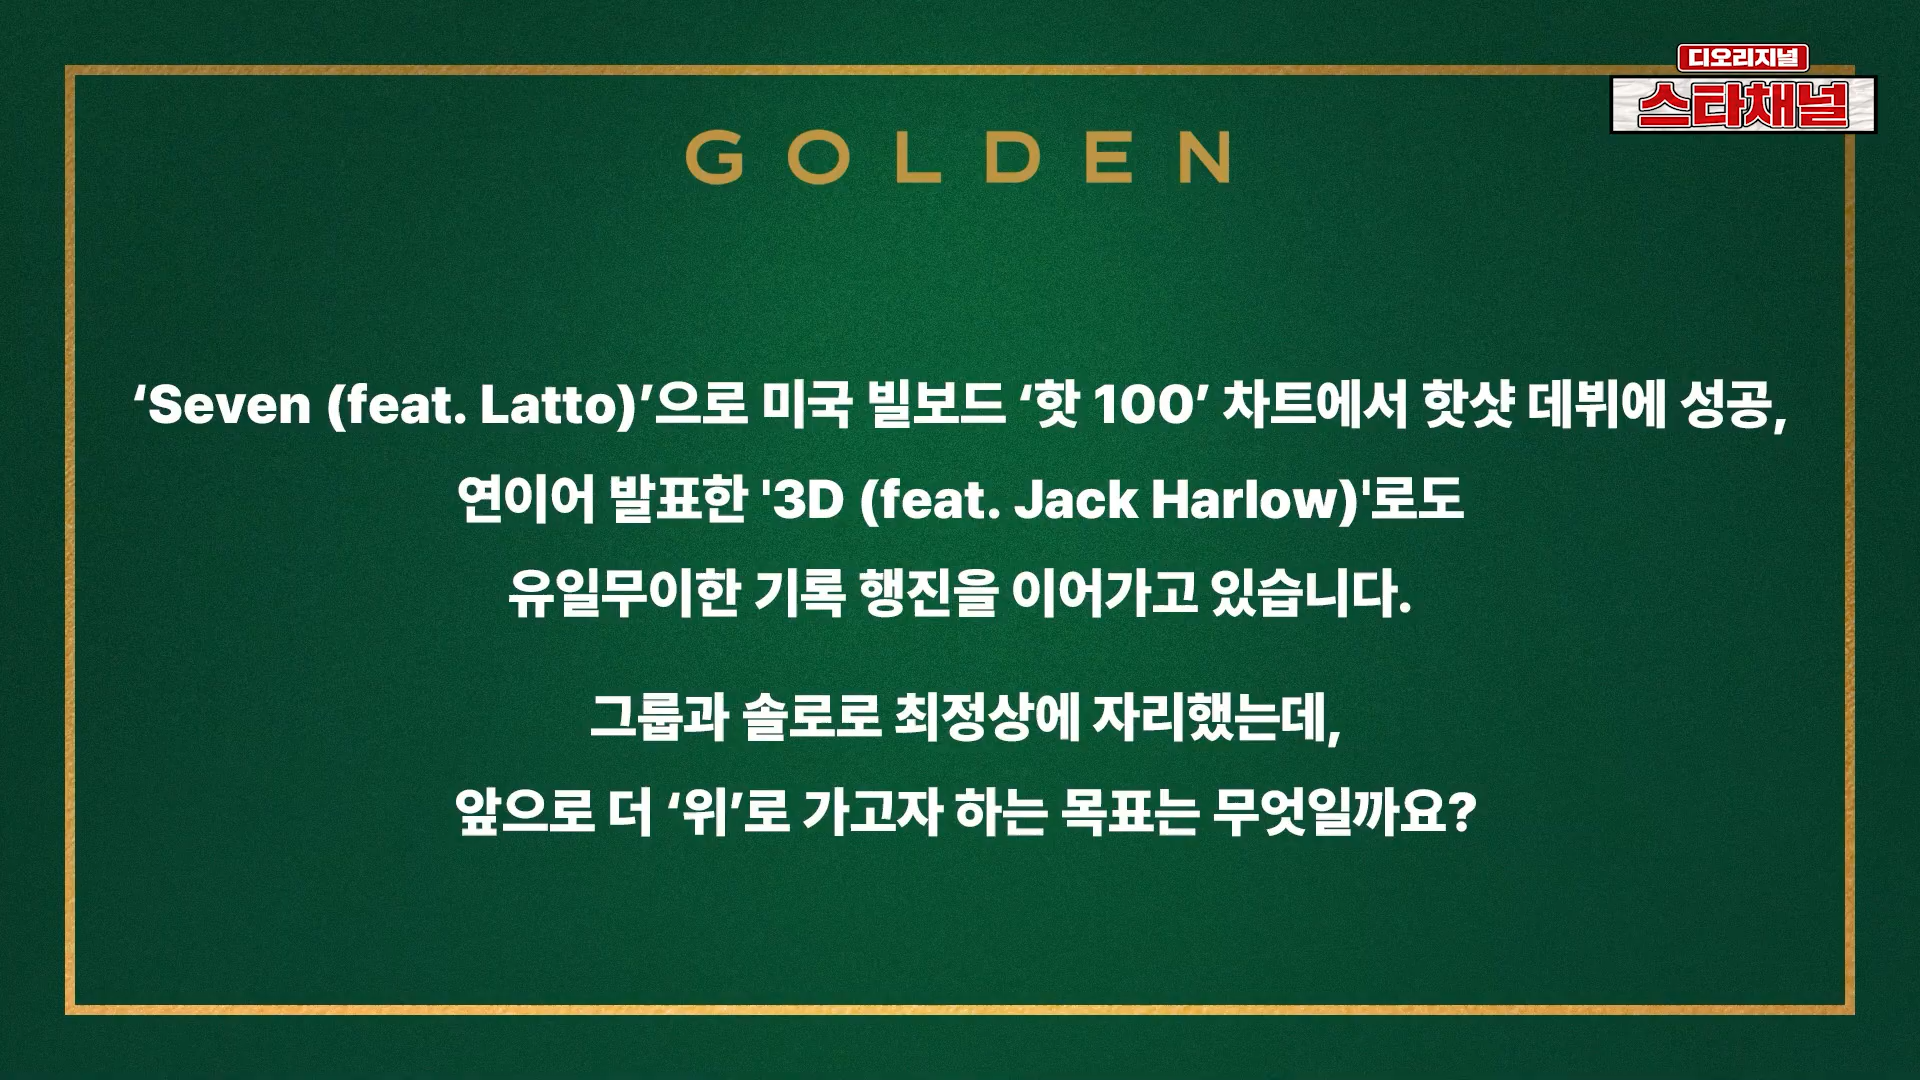 디오리지널
스타채널
GOLDEN
‘Seven (feat. Latto)’으로 미국 빌보드 ‘핫 100’ 차트에서 핫샷 데뷔에 성공,
연이어 발표한 '3D (feat. Jack Harlow)'로도
유일무이한 기록 행진을 이어가고 있습니다.
그룹과 솔로로 최정상에 자리했는데,
앞으로 더 ‘위’로 가고자 하는 목표는 무엇일까요?